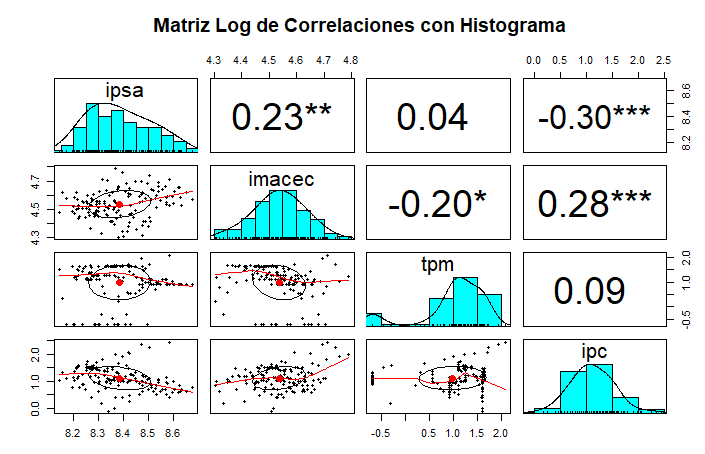 Matriz Log de Correlaciones con Histograma
4.3 4.4 4.5 4.6 4.7 4.8
0.0 0.5 1.0 1.5 2.0 2.5
ipsa
0.23**
0.04
-0.30***
8.2 8.4 8.6
4.3 4.5 4.7
imacec
-0.20*
0.28***
tpm
0.09
-0.5 1.0 2.0
0.0 1.0 2.0
ipc
8.2 8.3 8.4 8.5 8.6
-0.5 0.5 1.0 1.5 2.0